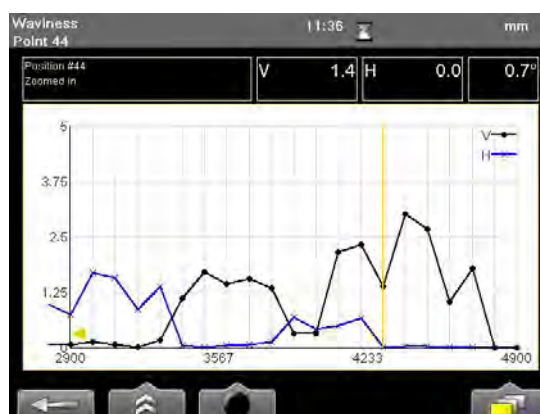 Waviness 11:36 mm
Point 44
Position #44 V 1.4 H 0.0 0.7°
Zoomed in
5
V
H
3.75
2.5
1.25
0
2900 3567 4233 4900